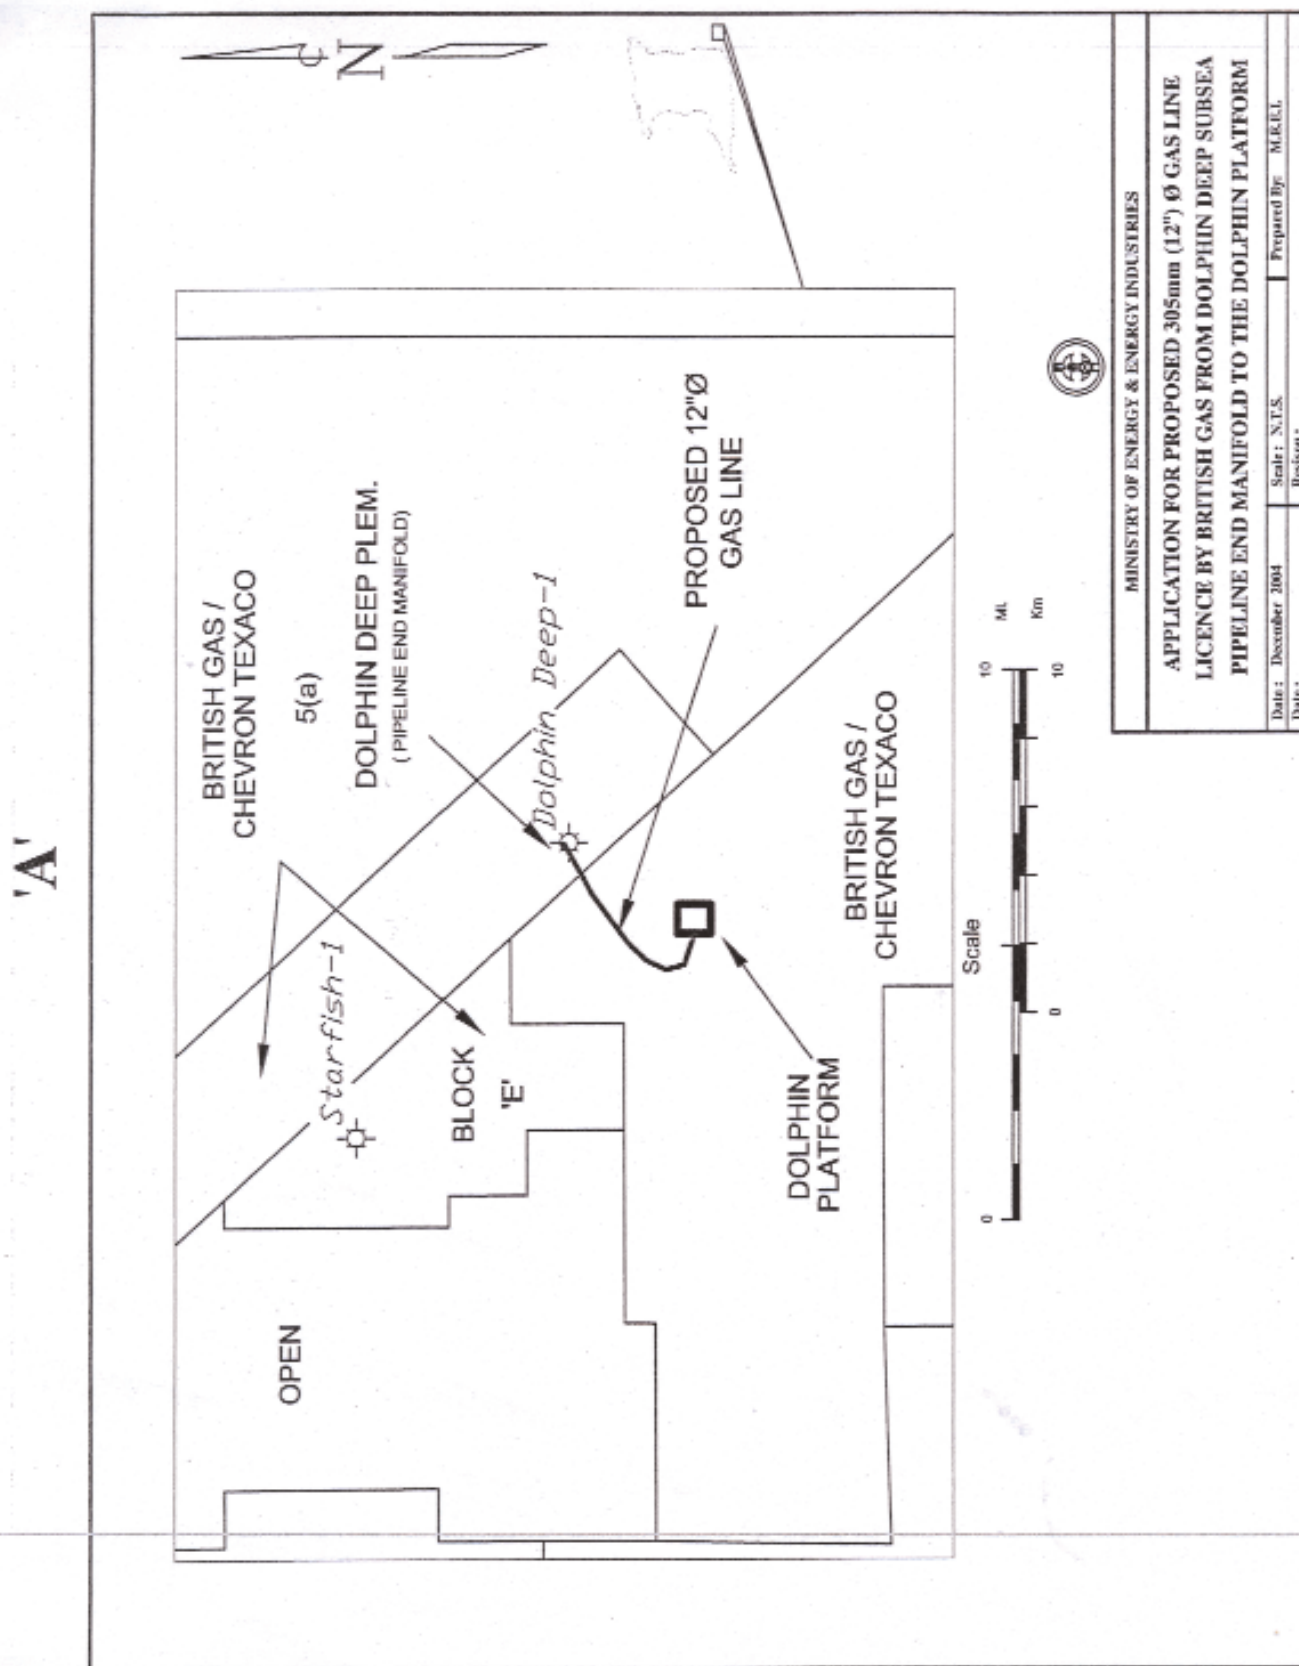 'A'
N
BRITISH GAS /
CHEVRON TEXACO
5(a)
DOLPHIN DEEP PLEM.
( PIPELINE END MANIFOLD)
Starfish-1
Dolphin Deep-1
OPEN
BLOCK
'E'
PROPOSED 12"Ø
GAS LINE
DOLPHIN
PLATFORM
BRITISH GAS /
CHEVRON TEXACO
Scale
0 10 MI.
0 10 Km
MINISTRY OF ENERGY & ENERGY INDUSTRIES
APPLICATION FOR PROPOSED 305mm (12") Ø GAS LINE
LICENCE BY BRITISH GAS FROM DOLPHIN DEEP SUBSEA
PIPELINE END MANIFOLD TO THE DOLPHIN PLATFORM
Date : December 2004 Scale : N.T.S. Prepared By: M.R.E.I.
Date :